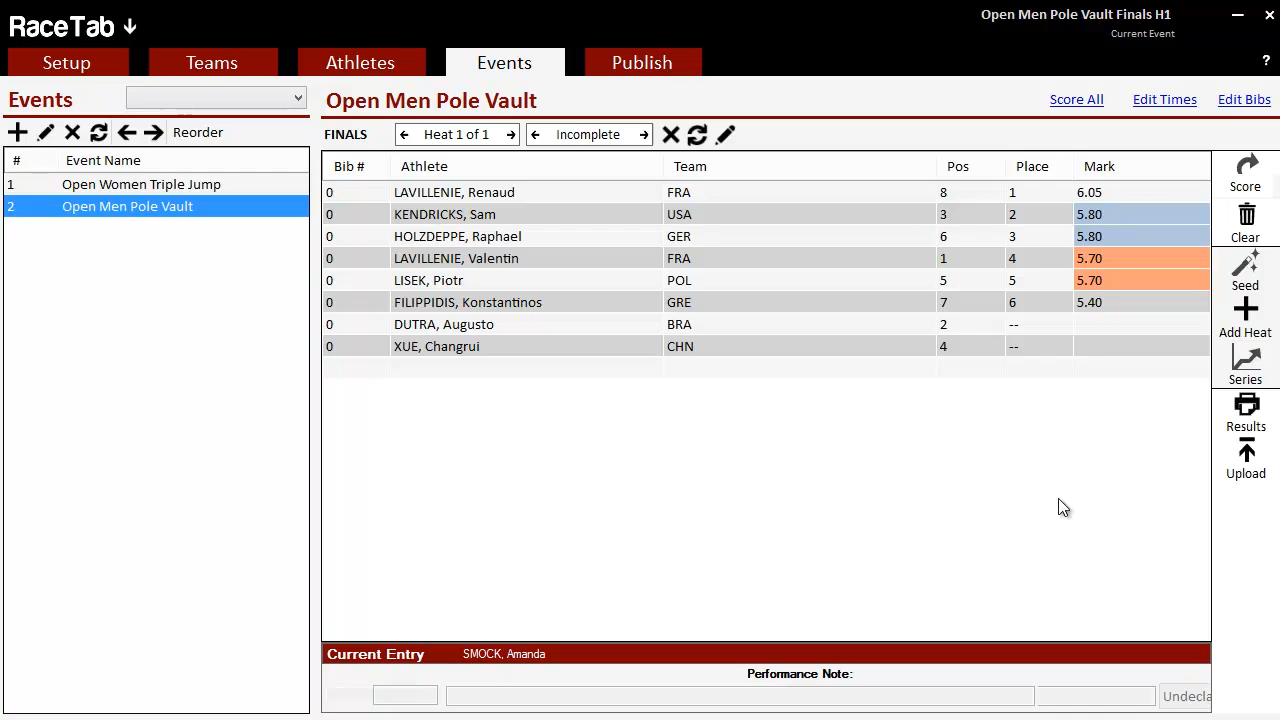 RaceTab
Open Men Pole Vault Finals H1
Current Event
Setup Teams Athletes Events Publish ?
Events
Open Men Pole Vault Score All Edit Times Edit Bibs
Reorder
FINALS Heat 1 of 1 Incomplete
# Event Name
1 Open Women Triple Jump
2 Open Men Pole Vault
Bib # Athlete Team Pos Place Mark
0 LAVILLENIE, Renaud FRA 8 1 6.05
0 KENDRICKS, Sam USA 3 2 5.80
0 HOLZDEPPE, Raphael GER 6 3 5.80
0 LAVILLENIE, Valentin FRA 1 4 5.70
0 LISEK, Piotr POL 5 5 5.70
0 FILIPPIDIS, Konstantinos GRE 7 6 5.40
0 DUTRA, Augusto BRA 2 --
0 XUE, Changrui CHN 4 --
Score
Clear
Seed
Add Heat
Series
Results
Upload
Current Entry SMOCK, Amanda
Performance Note:
Undecla